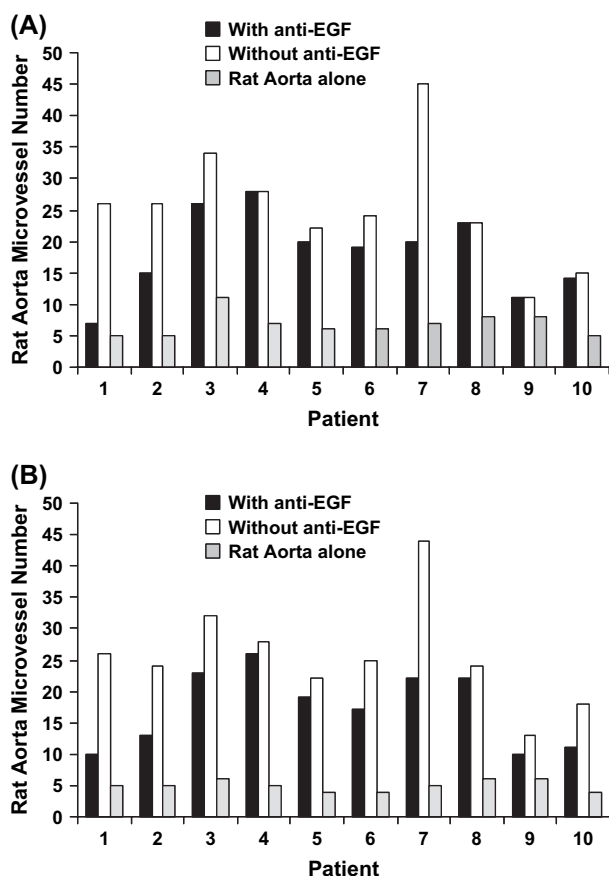 (A)
With anti-EGF
Without anti-EGF
Rat Aorta alone
Rat Aorta Microvessel Number
50
45
40
35
30
25
20
15
10
5
0
1 2 3 4 5 6 7 8 9 10
Patient
(B)
With anti-EGF
Without anti-EGF
Rat Aorta alone
Rat Aorta Microvessel Number
50
45
40
35
30
25
20
15
10
5
0
1 2 3 4 5 6 7 8 9 10
Patient